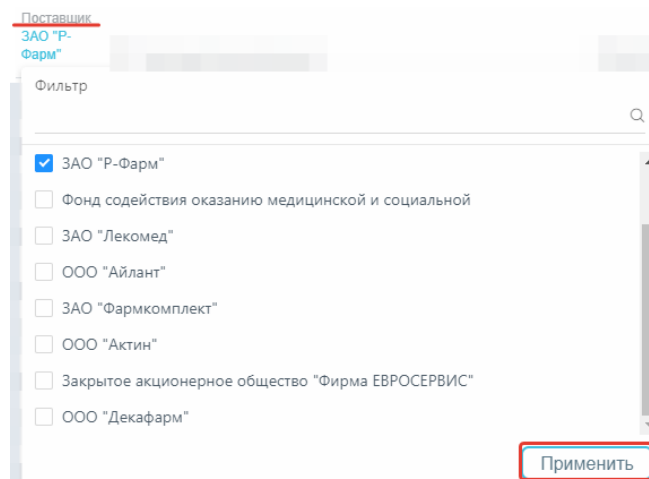 Поставщик
ЗАО "Р-
Фарм"
Фильтр
ЗАО "Р-Фарм"
Фонд содействия оказанию медицинской и социальной
ЗАО "Лекомед"
ООО "Айлант"
ЗАО "Фармкомплект"
ООО "Актин"
Закрытое акционерное общество "Фирма ЕВРОСЕРВИС"
ООО "Декафарм"
Применить